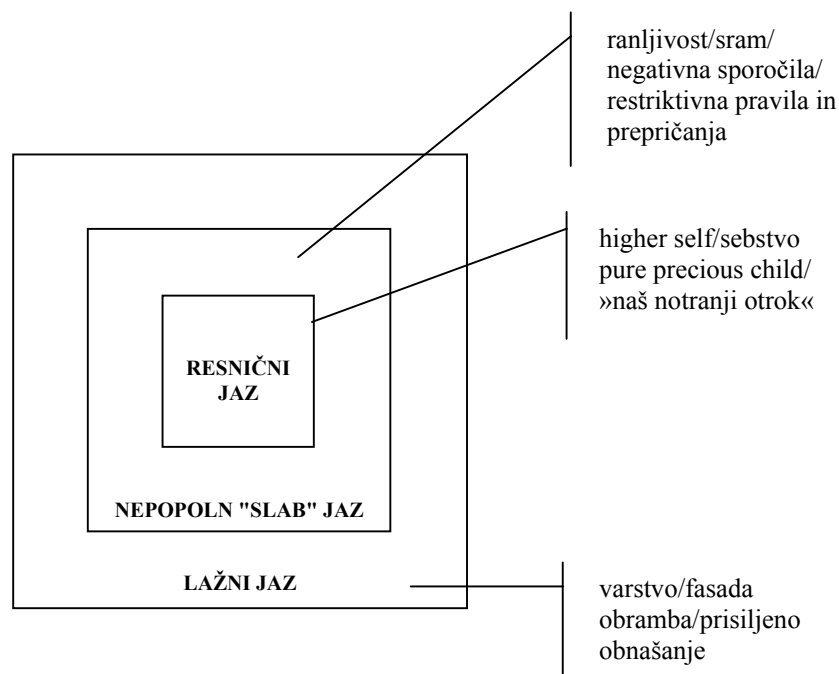 ranljivost/sram/
negativna sporočila/
restriktivna pravila in
prepričanja
higher self/sebstvo
pure precious child/
»naš notranji otrok«
RESNIČNI
JAZ
NEPOPOLN "SLAB" JAZ
LAŽNI JAZ
varstvo/fasada
obramba/prisiljeno
obnašanje